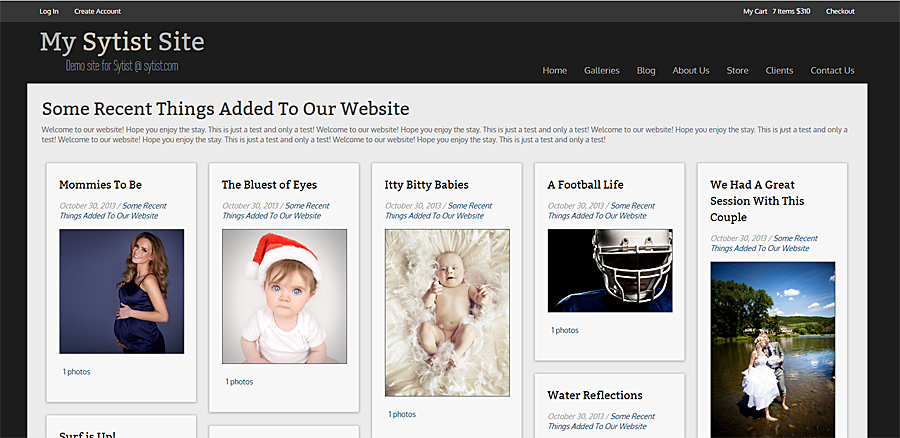 Log In Create Account My Cart 7 Items $310 Checkout
My Sytist Site
Demo site for Sytist @ sytist.com
Home Galleries Blog About Us Store Clients Contact Us
Some Recent Things Added To Our Website
Welcome to our website! Hope you enjoy the stay. This is just a test and only a test! Welcome to our website! Hope you enjoy the stay. This is just a test and only a test! Welcome to our website! Hope you enjoy the stay. This is just a test and only a
test! Welcome to our website! Hope you enjoy the stay. This is just a test and only a test! Welcome to our website! Hope you enjoy the stay. This is just a test and only a test!
Mommies To Be
October 30, 2013 / Some Recent
Things Added To Our Website
1 photos
Surf is Up!
The Bluest of Eyes
October 30, 2013 / Some Recent
Things Added To Our Website
1 photos
Itty Bitty Babies
October 30, 2013 / Some Recent
Things Added To Our Website
1 photos
A Football Life
October 30, 2013 / Some Recent
Things Added To Our Website
1 photos
Water Reflections
October 30, 2013 / Some Recent
Things Added To Our Website
We Had A Great
Session With This
Couple
October 30, 2013 / Some Recent
Things Added To Our Website